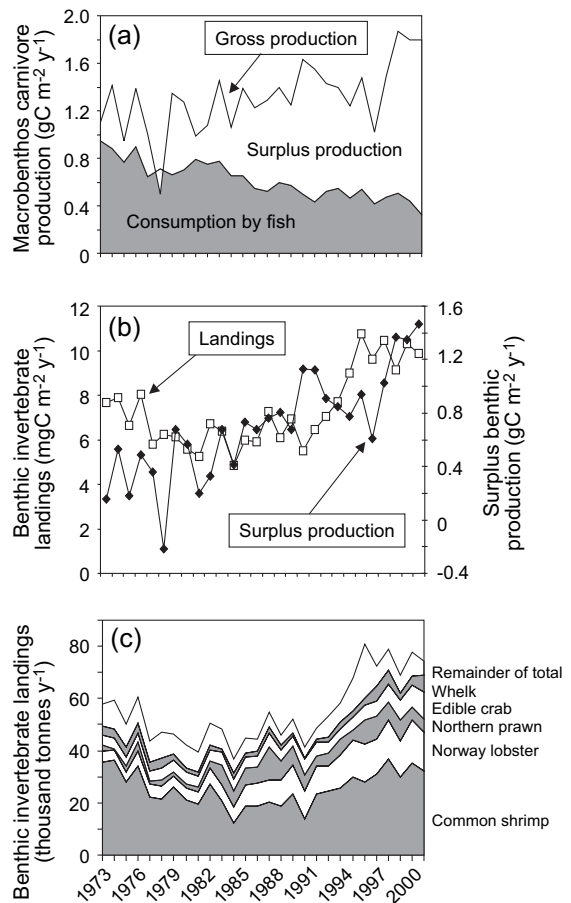 (a)
Gross production
Surplus production
Consumption by fish
Macrobenthos carnivore
production (gC m-2 y-1)
2.0
1.6
1.2
0.8
0.4
0
(b)
Landings
Surplus production
Benthic invertebrate
landings (mgC m-2 y-1)
12
10
8
6
4
2
0
1.6
1.2
0.8
0.4
0
-0.4
Surplus benthic
production (gC m-2 y-1)
(c)
Benthic invertebrate landings
(thousand tonnes y-1)
80
60
40
20
0
Remainder of total
Whelk
Edible crab
Northern prawn
Norway lobster
Common shrimp
1973
1976
1979
1982
1985
1988
1991
1994
1997
2000